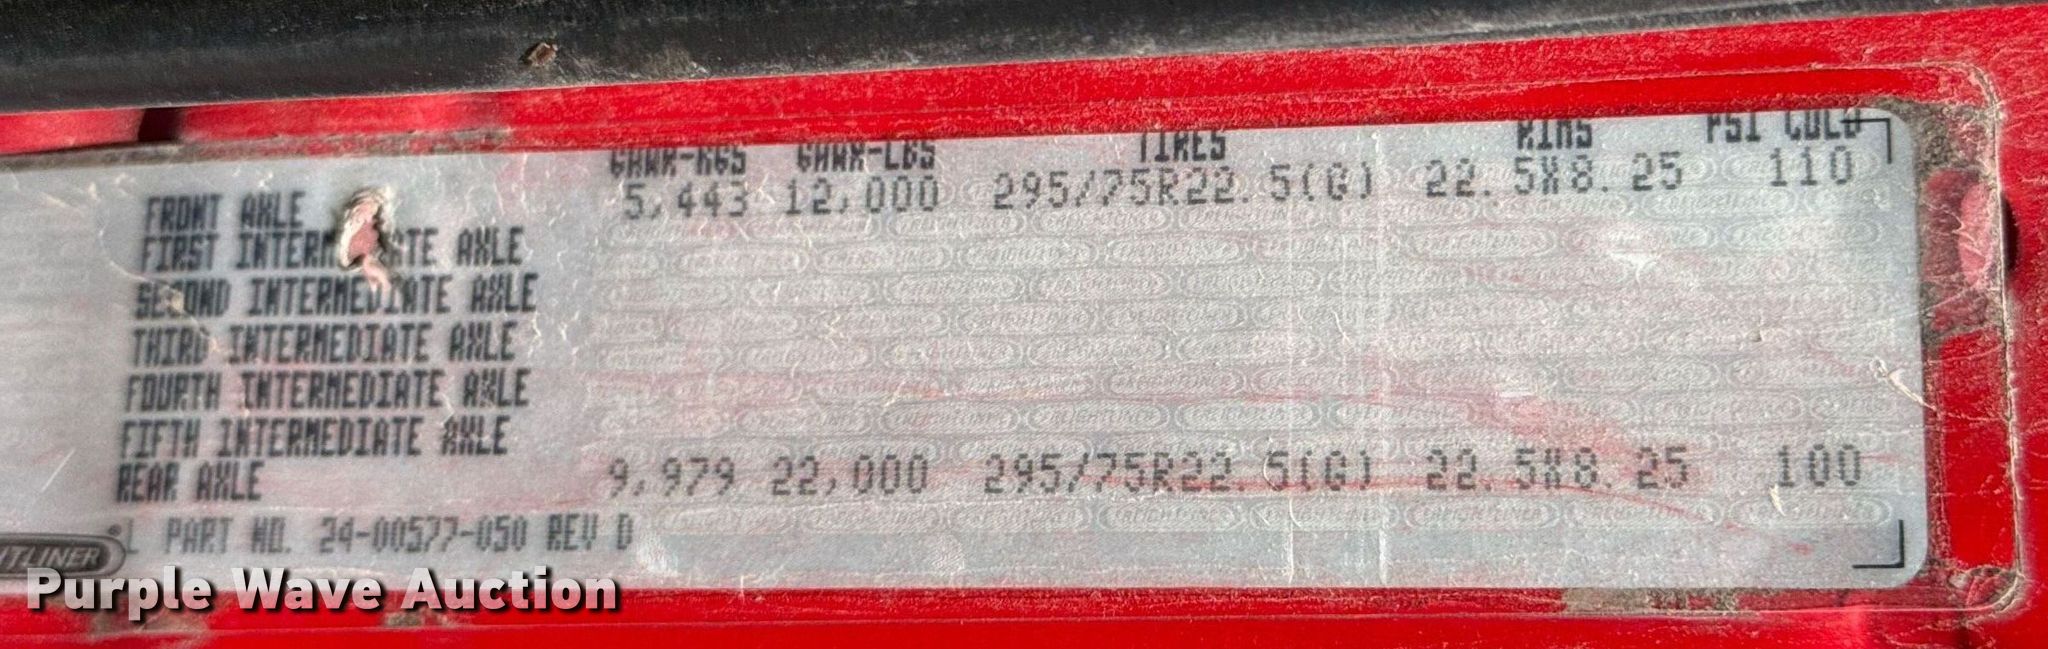 GAWR-KGS GAWR-LBS TIRES RIMS PSI COLD
FRONT AXLE 5,443 12,000 295/75R22.5(G) 22.5X8.25 110
FIRST INTERMEDIATE AXLE
SECOND INTERMEDIATE AXLE
THIRD INTERMEDIATE AXLE
FOURTH INTERMEDIATE AXLE
FIFTH INTERMEDIATE AXLE
REAR AXLE 9,979 22,000 295/75R22.5(G) 22.5X8.25 100
L PART NO. 24-00577-050 REV D
HTLINER
Purple Wave Auction